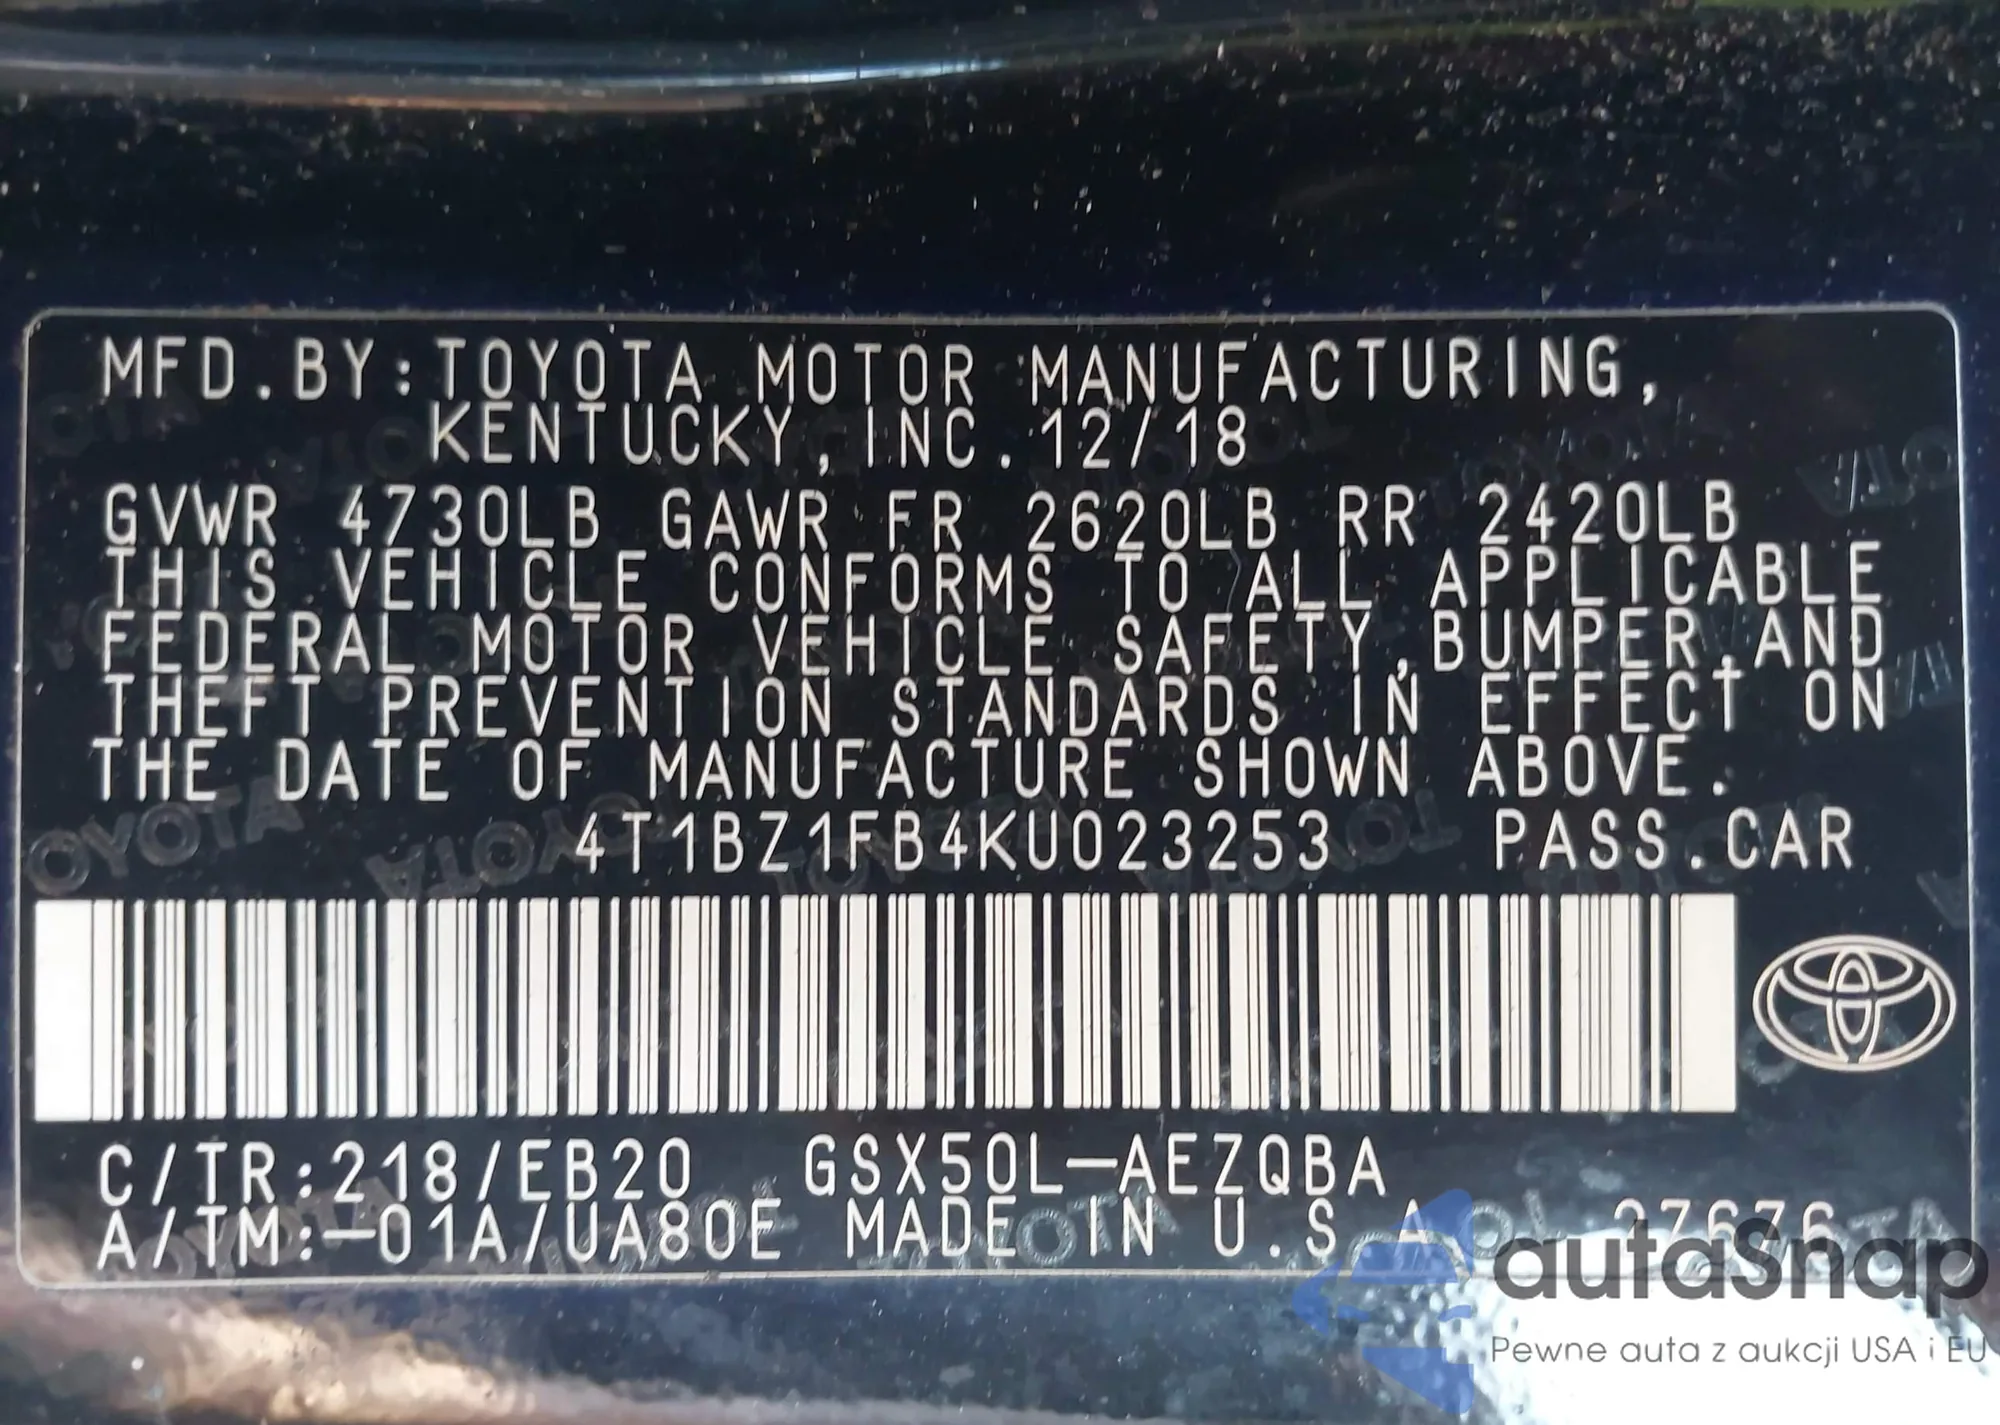 MFD.BY:TOYOTA MOTOR MANUFACTURING,
KENTUCKY,INC.12/18
GVWR 4730LB GAWR FR 2620LB RR 2420LB
THIS VEHICLE CONFORMS TO ALL APPLICABLE
FEDERAL MOTOR VEHICLE SAFETY,BUMPER,AND
THEFT PREVENTION STANDARDS IN EFFECT ON
THE DATE OF MANUFACTURE SHOWN ABOVE.
4T1BZ1FB4KU023253 PASS.CAR
C/TR:218/EB20 GSX50L-AEZQBA
A/TM:-01A/UA80E MADE IN U.S.A.
autoSnap
Pewne auta z aukcji USA i EU